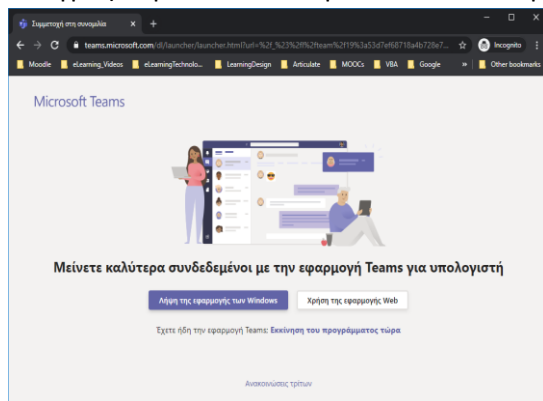 Συμμετοχή στη συνομιλία
teams.microsoft.com/dl/launcher/launcher.html?url=%2f_%23%2fl%2fteam%2f19%3a53d7ef68718a4b728e7...
Incognito
Moodle eLearning_Videos eLearningTechnolo... LearningDesign Articulate MOOCs VBA Google » Other bookmarks
Microsoft Teams
Μείνετε καλύτερα συνδεδεμένοι με την εφαρμογή Teams για υπολογιστή
Λήψη της εφαρμογής των Windows Χρήση της εφαρμογής Web
Έχετε ήδη την εφαρμογή Teams: Εκκίνηση του προγράμματος τώρα
Ανακοινώσεις τρίτων